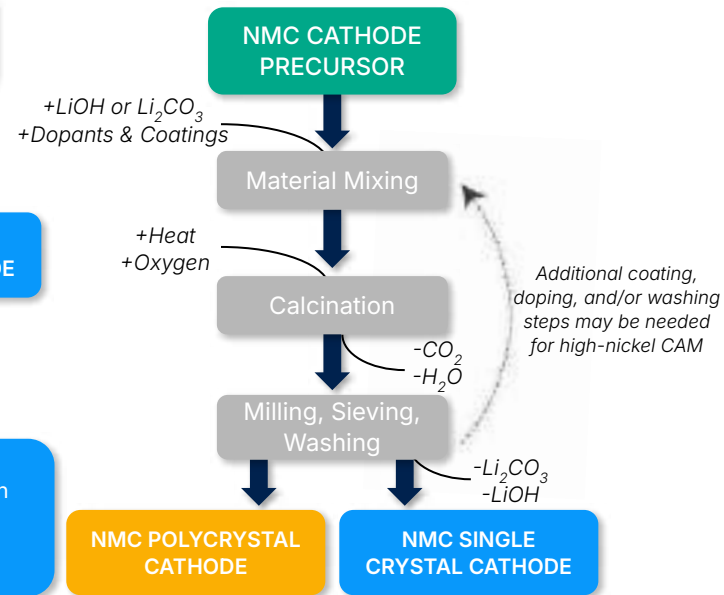 NMC CATHODE
PRECURSOR
+LiOH or Li₂CO₃
+Dopants & Coatings
Material Mixing
+Heat
+Oxygen
Calcination
Additional coating,
doping, and/or washing
steps may be needed
for high-nickel CAM
-CO₂
-H₂O
Milling, Sieving,
Washing
-Li₂CO₃
-LiOH
NMC POLYCRYSTAL
CATHODE
NMC SINGLE
CRYSTAL CATHODE